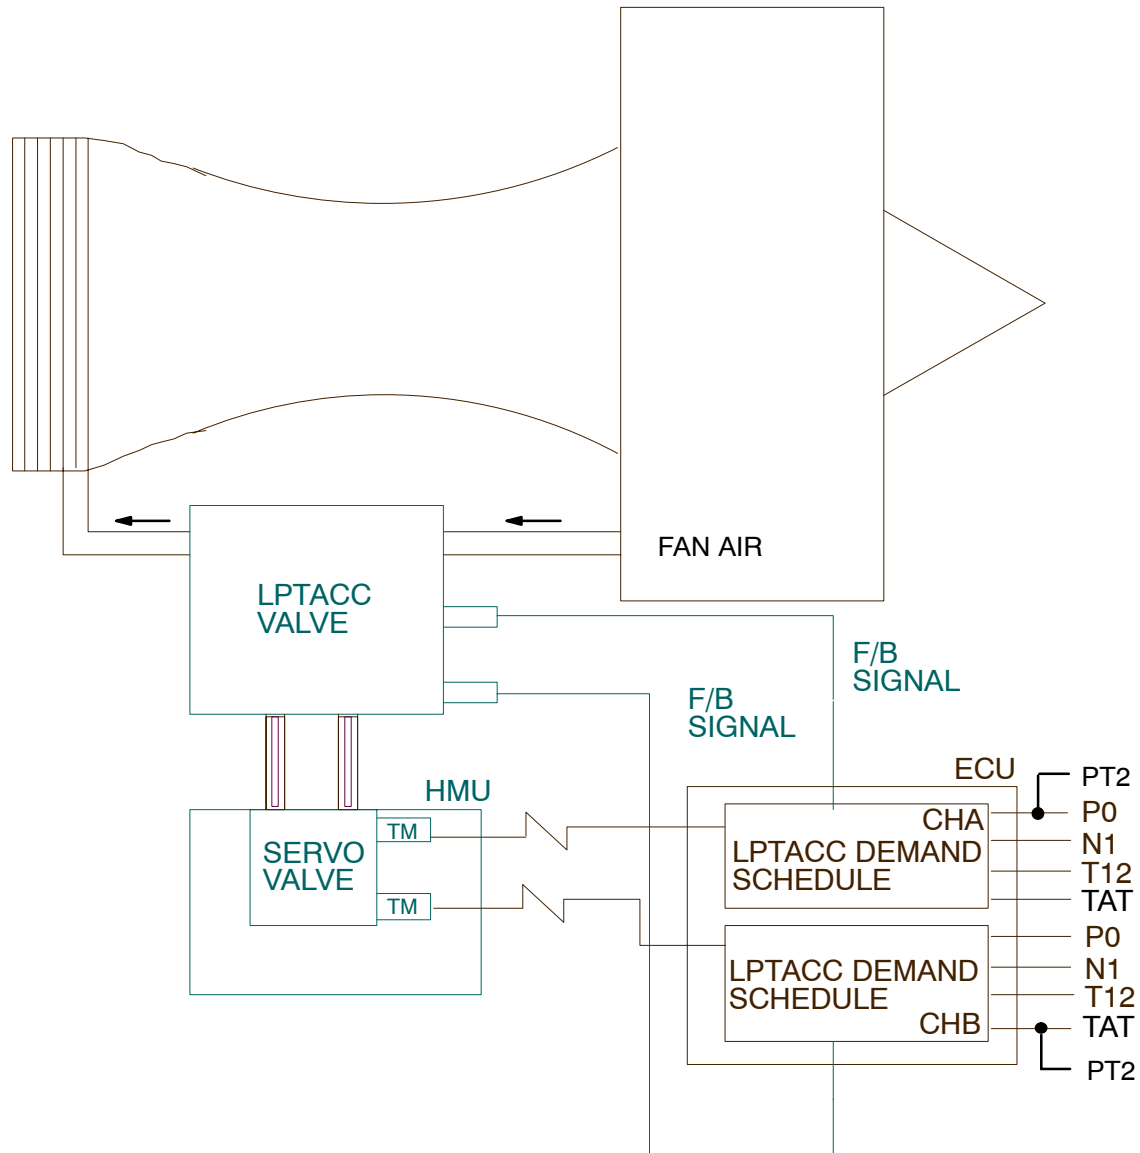 FAN AIR
LPTACC
VALVE
F/B
SIGNAL
F/B
SIGNAL
HMU
ECU
TM
SERVO
VALVE
TM
CHA
LPTACC DEMAND
SCHEDULE
PT2
P0
N1
T12
TAT
LPTACC DEMAND
SCHEDULE
CHB
P0
N1
T12
TAT
PT2